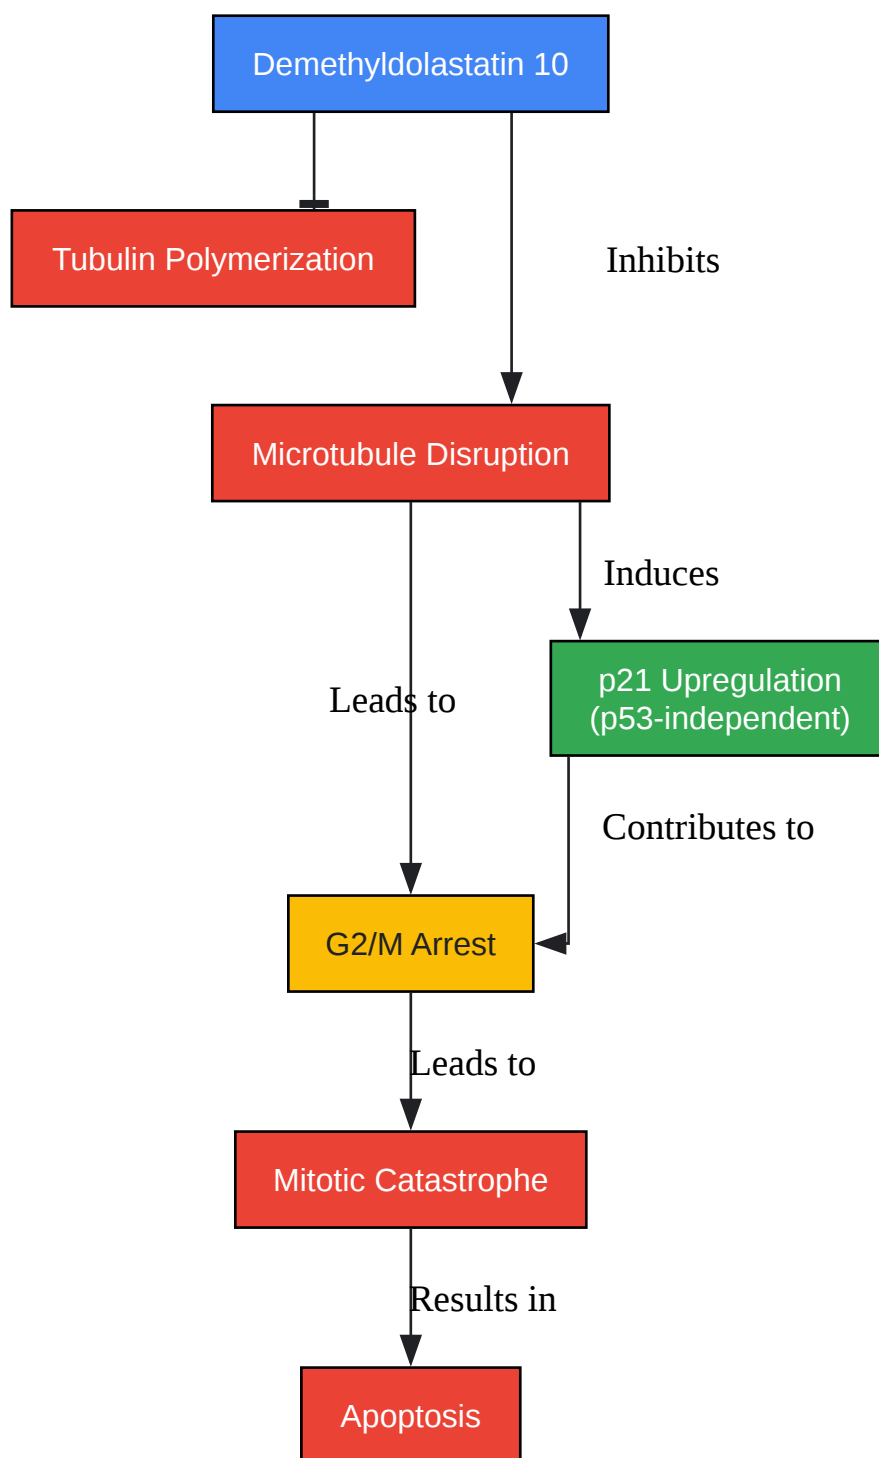 Demethyldolastatin 10
Tubulin Polymerization
Inhibits
Microtubule Disruption
Induces
p21 Upregulation
(p53-independent)
Leads to
Contributes to
G2/M Arrest
Leads to
Mitotic Catastrophe
Results in
Apoptosis